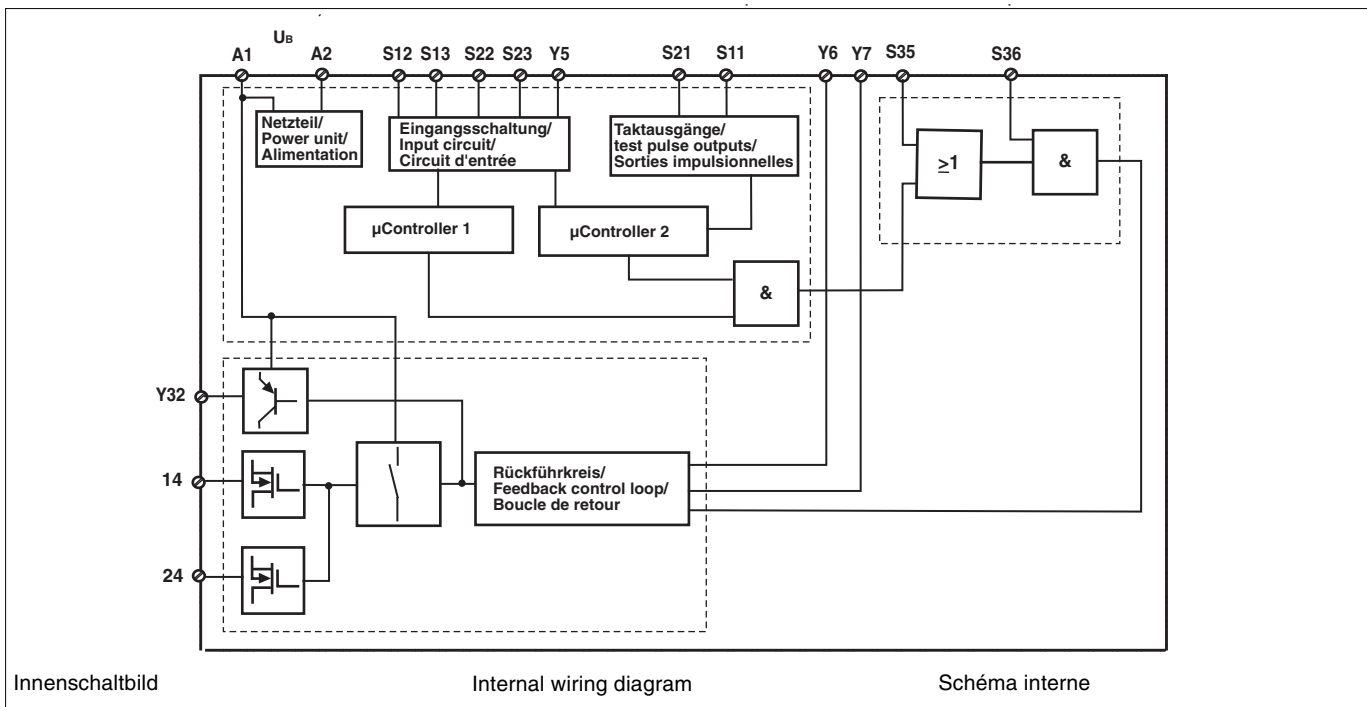 UB
A1 A2 S12 S13 S22 S23 Y5 S21 S11 Y6 Y7 S35 S36
Netzteil/
Power unit/
Alimentation
Eingangsschaltung/
Input circuit/
Circuit d'entrée
Taktausgänge/
test pulse outputs/
Sorties impulsionnelles
≥1
&
µController 1
µController 2
&
Y32
14
24
Rückführkreis/
Feedback control loop/
Boucle de retour
Innenschaltbild
Internal wiring diagram
Schéma interne